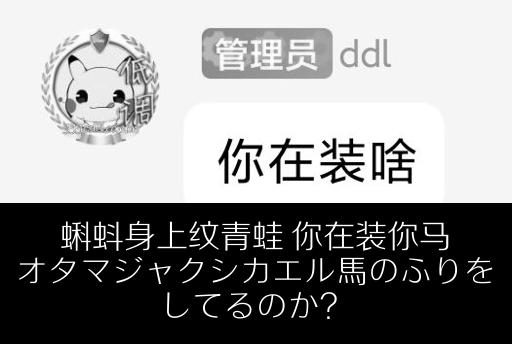 管理员 ddl
低调
你在装啥
蝌蚪身上纹青蛙 你在装你马
オタマジャクシカエル馬のふりを
してるのか？